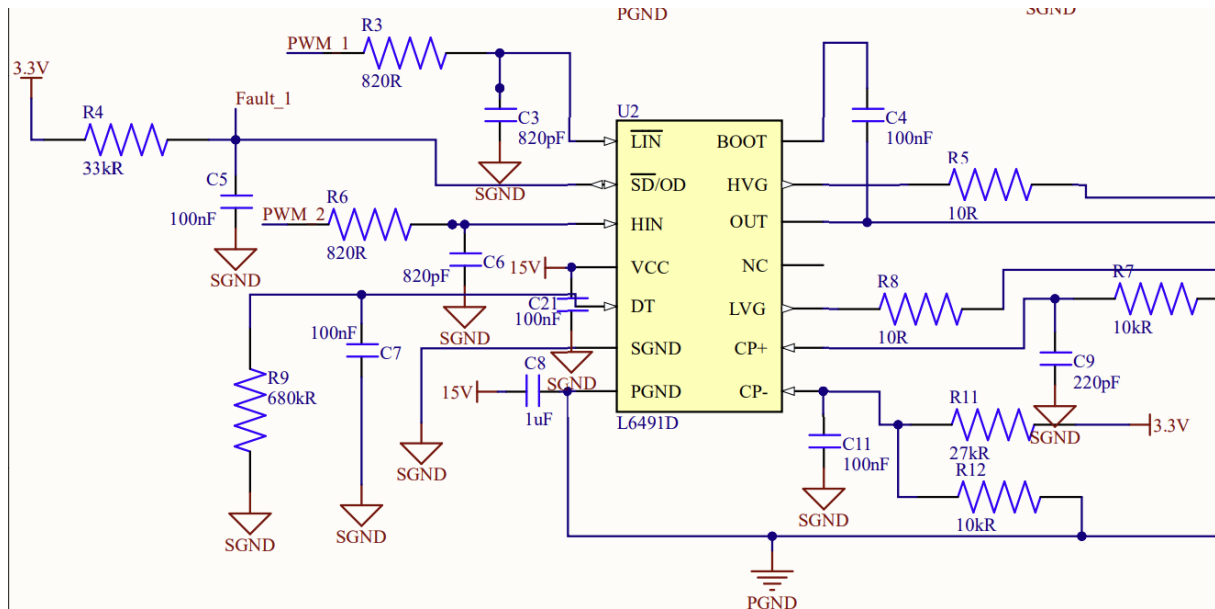 PGND
SGND
R3
PWM_1
820R
3.3V
Fault_1
R4
33kR
C3
820pF
SGND
U2
C4
100nF
LIN
BOOT
C5
100nF
SGND
R6
PWM_2
820R
SD/OD
HVG
R5
10R
HIN
OUT
C6
820pF
SGND
15V
VCC
NC
C21
100nF
SGND
DT
LVG
R8
10R
R7
10kR
100nF
C7
SGND
CP+
C9
220pF
SGND
R9
680kR
SGND
15V
C8
1uF
PGND
CP-
L6491D
SGND
SGND
C11
100nF
SGND
R11
27kR
3.3V
R12
10kR
PGND